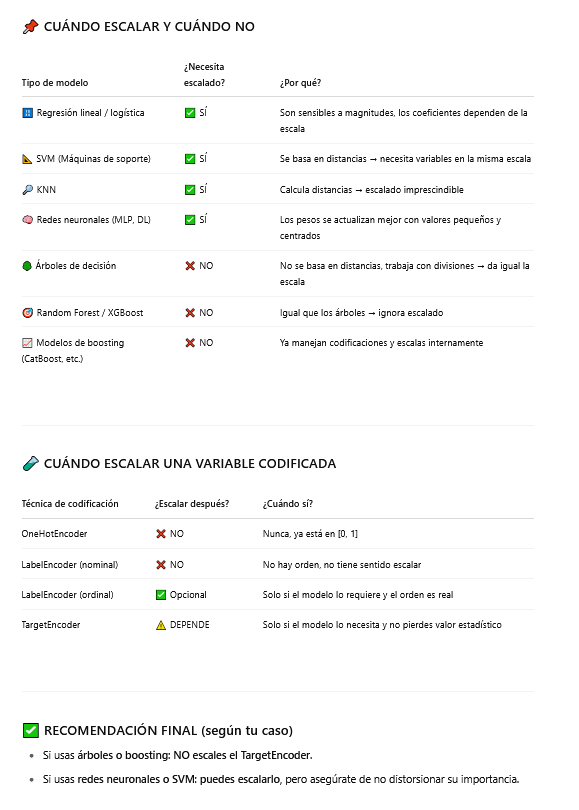 📌 CUÁNDO ESCALAR Y CUÁNDO NO
Tipo de modelo ¿Necesita escalado? ¿Por qué?
🔢 Regresión lineal / logística ✅ SÍ Son sensibles a magnitudes, los coeficientes dependen de la
escala
📐 SVM (Máquinas de soporte) ✅ SÍ Se basa en distancias → necesita variables en la misma escala
🔎 KNN ✅ SÍ Calcula distancias → escalado imprescindible
🧠 Redes neuronales (MLP, DL) ✅ SÍ Los pesos se actualizan mejor con valores pequeños y
centrados
🌳 Árboles de decisión ❌ NO No se basa en distancias, trabaja con divisiones → da igual la
escala
🎯 Random Forest / XGBoost ❌ NO Igual que los árboles → ignora escalado
📈 Modelos de boosting ❌ NO Ya manejan codificaciones y escalas internamente
(CatBoost, etc.)
🧪 CUÁNDO ESCALAR UNA VARIABLE CODIFICADA
Técnica de codificación ¿Escalar después? ¿Cuándo sí?
OneHotEncoder ❌ NO Nunca, ya está en [0, 1]
LabelEncoder (nominal) ❌ NO No hay orden, no tiene sentido escalar
LabelEncoder (ordinal) ✅ Opcional Solo si el modelo lo requiere y el orden es real
TargetEncoder ⚠️ DEPENDE Solo si el modelo lo necesita y no pierdes valor estadístico
✅ RECOMENDACIÓN FINAL (según tu caso)
• Si usas árboles o boosting: NO escales el TargetEncoder.
• Si usas redes neuronales o SVM: puedes escalarlo, pero asegúrate de no distorsionar su importancia.